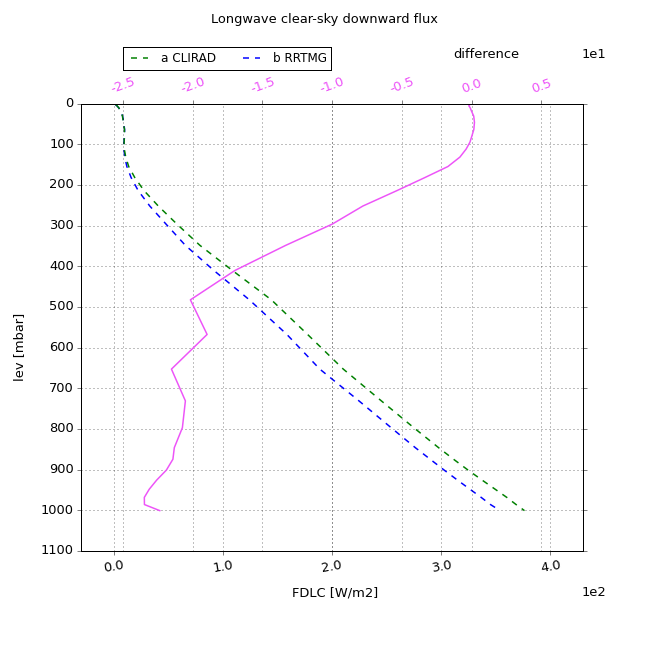 Longwave clear-sky downward flux
a CLIRAD b RRTMG
difference 1e1
-2.5 -2.0 -1.5 -1.0 -0.5 0.0 0.5
0
100
200
300
400
500
600
700
800
900
1000
1100
lev [mbar]
0.0 1.0 2.0 3.0 4.0
FDLC [W/m2] 1e2